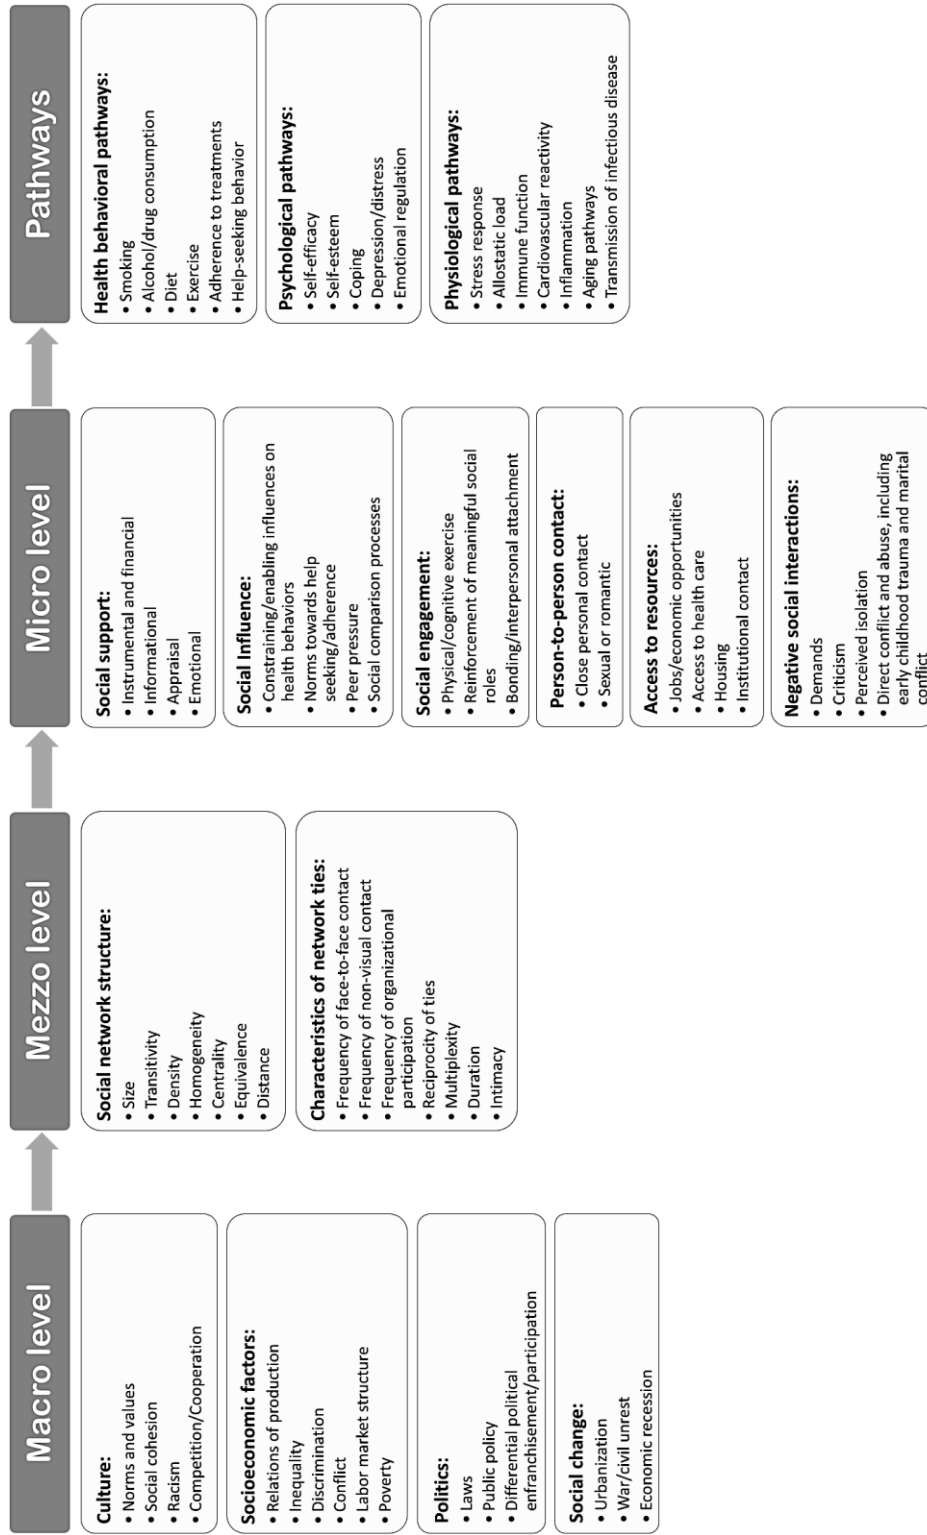 Macro level
Culture:
• Norms and values
• Social cohesion
• Racism
• Competition/Cooperation
Socioeconomic factors:
• Relations of production
• Inequality
• Discrimination
• Conflict
• Labor market structure
• Poverty
Politics:
• Laws
• Public policy
• Differential political
enfranchisement/participation
Social change:
• Urbanization
• War/civil unrest
• Economic recession
Mezzo level
Social network structure:
• Size
• Transitivity
• Density
• Homogeneity
• Centrality
• Equivalence
• Distance
Characteristics of network ties:
• Frequency of face-to-face contact
• Frequency of non-visual contact
• Frequency of organizational
participation
• Reciprocity of ties
• Multiplexity
• Duration
• Intimacy
Micro level
Social support:
• Instrumental and financial
• Informational
• Appraisal
• Emotional
Social Influence:
• Constraining/enabling influences on
health behaviors
• Norms towards help
seeking/adherence
• Peer pressure
• Social comparison processes
Social engagement:
• Physical/cognitive exercise
• Reinforcement of meaningful social
roles
• Bonding/interpersonal attachment
Person-to-person contact:
• Close personal contact
• Sexual or romantic
Access to resources:
• Jobs/economic opportunities
• Access to health care
• Housing
• Institutional contact
Negative social interactions:
• Demands
• Criticism
• Perceived isolation
• Direct conflict and abuse, including
early childhood trauma and marital
conflict
Pathways
Health behavioral pathways:
• Smoking
• Alcohol/drug consumption
• Diet
• Exercise
• Adherence to treatments
• Help-seeking behavior
Psychological pathways:
• Self-efficacy
• Self-esteem
• Coping
• Depression/distress
• Emotional regulation
Physiological pathways:
• Stress response
• Allostatic load
• Immune function
• Cardiovascular reactivity
• Inflammation
• Aging pathways
• Transmission of infectious disease